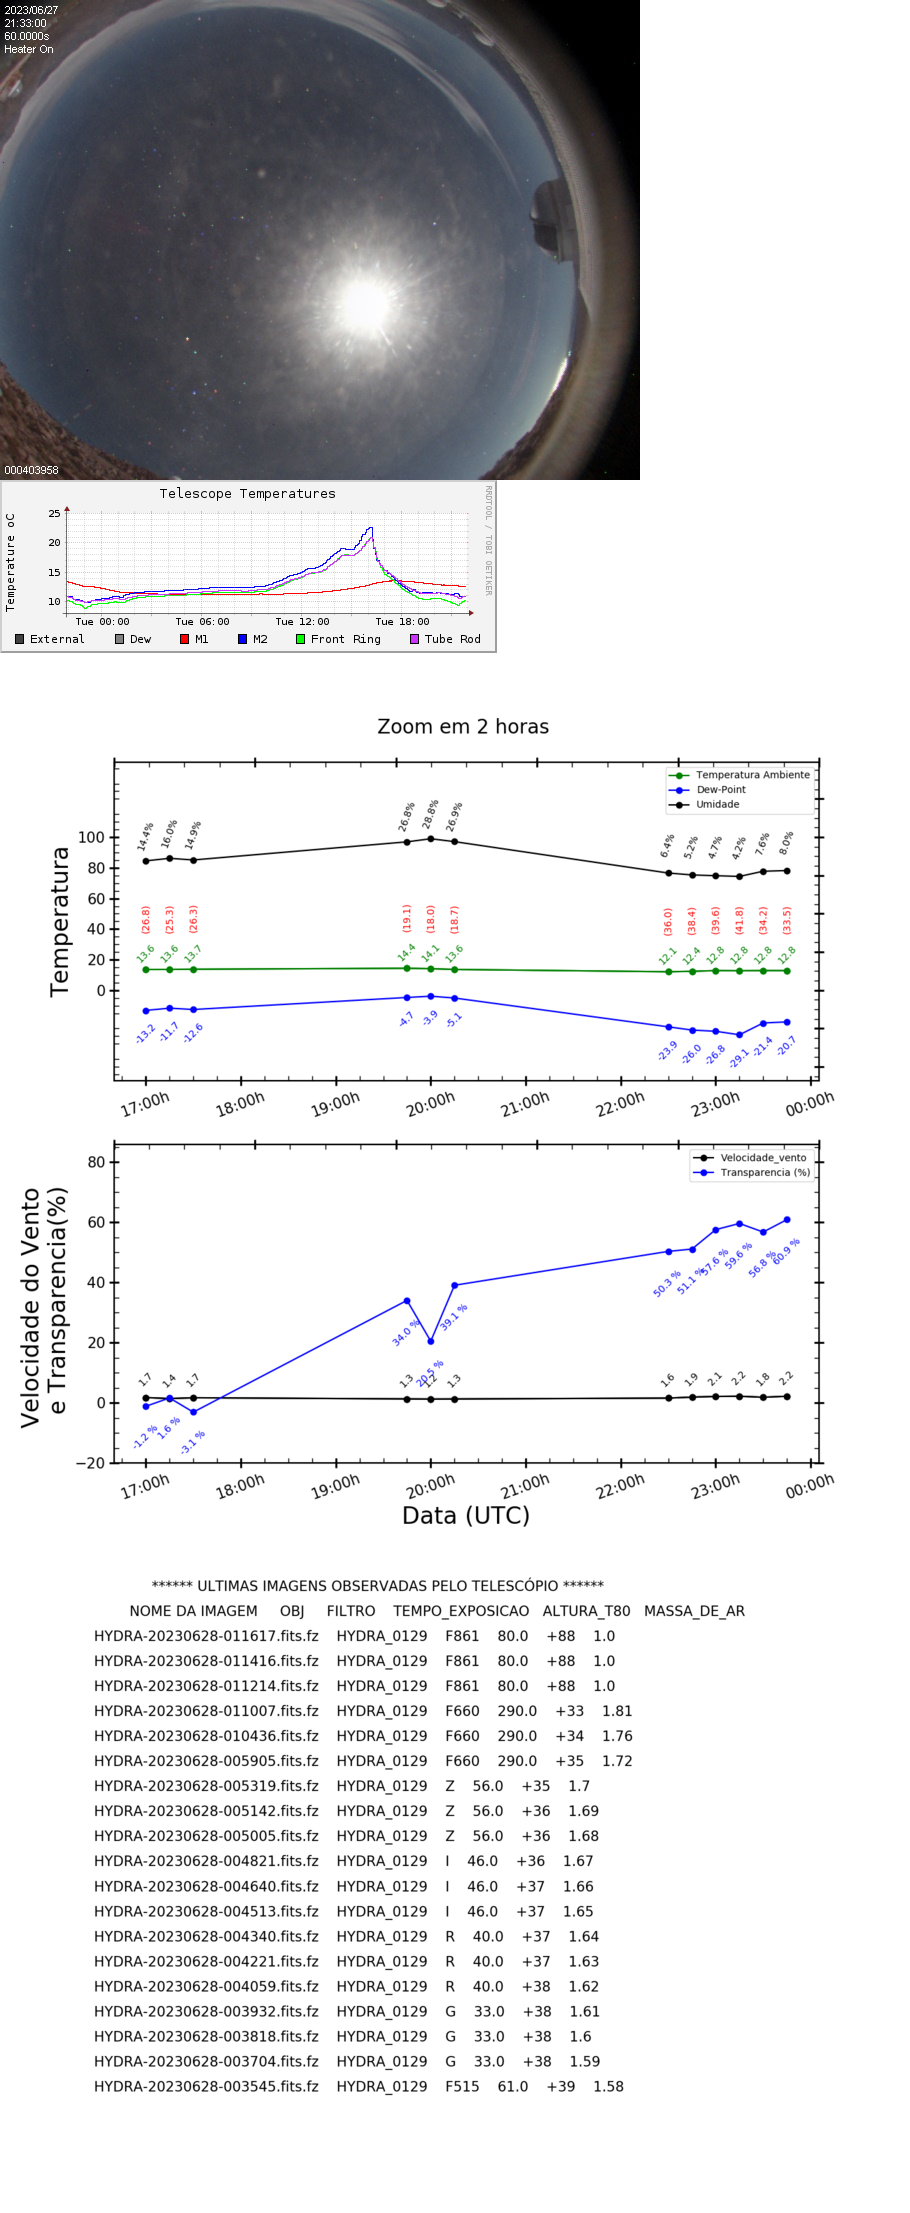 2023/06/27
21:33:00
60.0000s
Heater On
000403958
Telescope Temperatures
RRDTOOL / TOBI OETIKER
Temperature oC
25
20
15
10
Tue 00:00 Tue 06:00 Tue 12:00 Tue 18:00
External Dew M1 M2 Front Ring Tube Rod
Zoom em 2 horas
Temperatura Ambiente
Dew-Point
Umidade
Temperatura
100
80
60
40
20
0
14.4% 16.0% 14.9% 26.8% 28.8% 26.9% 6.4% 5.2% 4.7% 4.2% 7.6% 8.0%
(26.8) (25.3) (26.3) (19.1) (18.0) (18.7) (36.0) (38.4) (39.6) (41.8) (34.2) (33.5)
13.6 13.6 13.7 14.4 14.1 13.6 12.1 12.4 12.8 12.8 12.8 12.8
-13.2 -11.7 -12.6 -4.7 -3.9 -5.1 -23.9 -26.0 -26.8 -29.1 -21.4 -20.7
17:00h 18:00h 19:00h 20:00h 21:00h 22:00h 23:00h 00:00h
Velocidade_vento
Transparencia (%)
Velocidade do Vento
e Transparencia(%)
80
60
40
20
0
−20
50.3 % 51.1 % 57.6 % 59.6 % 56.8 % 60.9 %
34.0 % 20.5 % 39.1 %
1.7 1.4 1.7 1.3 1.2 1.3 1.6 1.9 2.1 2.2 1.8 2.2
-1.2 % 1.6 % -3.1 %
17:00h 18:00h 19:00h 20:00h 21:00h 22:00h 23:00h 00:00h
Data (UTC)
****** ULTIMAS IMAGENS OBSERVADAS PELO TELESCÓPIO ******
NOME DA IMAGEM OBJ FILTRO TEMPO_EXPOSICAO ALTURA_T80 MASSA_DE_AR
HYDRA-20230628-011617.fits.fz HYDRA_0129 F861 80.0 +88 1.0
HYDRA-20230628-011416.fits.fz HYDRA_0129 F861 80.0 +88 1.0
HYDRA-20230628-011214.fits.fz HYDRA_0129 F861 80.0 +88 1.0
HYDRA-20230628-011007.fits.fz HYDRA_0129 F660 290.0 +33 1.81
HYDRA-20230628-010436.fits.fz HYDRA_0129 F660 290.0 +34 1.76
HYDRA-20230628-005905.fits.fz HYDRA_0129 F660 290.0 +35 1.72
HYDRA-20230628-005319.fits.fz HYDRA_0129 Z 56.0 +35 1.7
HYDRA-20230628-005142.fits.fz HYDRA_0129 Z 56.0 +36 1.69
HYDRA-20230628-005005.fits.fz HYDRA_0129 Z 56.0 +36 1.68
HYDRA-20230628-004821.fits.fz HYDRA_0129 I 46.0 +36 1.67
HYDRA-20230628-004640.fits.fz HYDRA_0129 I 46.0 +37 1.66
HYDRA-20230628-004513.fits.fz HYDRA_0129 I 46.0 +37 1.65
HYDRA-20230628-004340.fits.fz HYDRA_0129 R 40.0 +37 1.64
HYDRA-20230628-004221.fits.fz HYDRA_0129 R 40.0 +37 1.63
HYDRA-20230628-004059.fits.fz HYDRA_0129 R 40.0 +38 1.62
HYDRA-20230628-003932.fits.fz HYDRA_0129 G 33.0 +38 1.61
HYDRA-20230628-003818.fits.fz HYDRA_0129 G 33.0 +38 1.6
HYDRA-20230628-003704.fits.fz HYDRA_0129 G 33.0 +38 1.59
HYDRA-20230628-003545.fits.fz HYDRA_0129 F515 61.0 +39 1.58